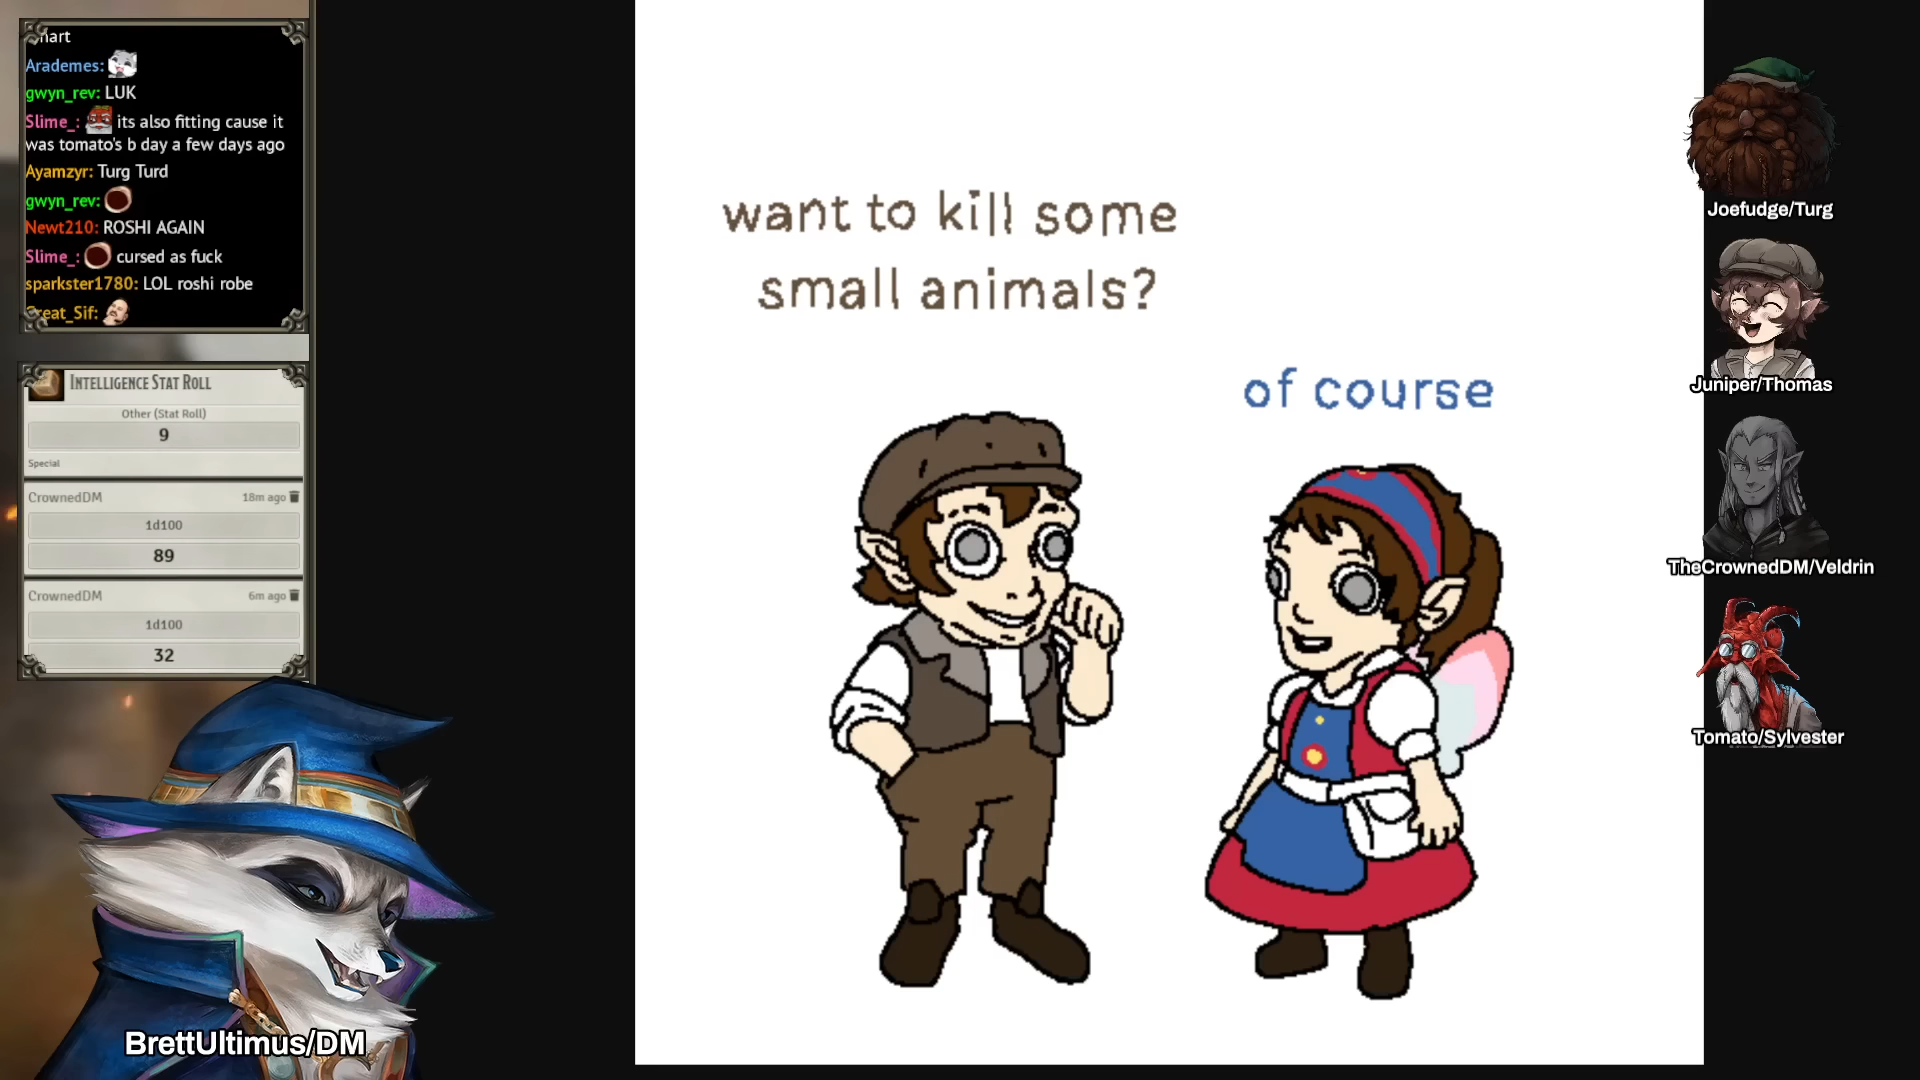 Arademes:
gwyn_rev: LUK
Slime_: its also fitting cause it
was tomato's b day a few days ago
Ayamzyr: Turg Turd
gwyn_rev:
Newt210: ROSHI AGAIN
Slime_: cursed as fuck
sparkster1780: LOL roshi robe
Great_Sif:
INTELLIGENCE STAT ROLL
Other (Stat Roll)
9
Special
CrownedDM 18m ago
1d100
89
CrownedDM 6m ago
1d100
32
BrettUltimus/DM
want to kill some
small animals?
of course
Joefudge/Turg
Juniper/Thomas
TheCrownedDM/Veldrin
Tomato/Sylvester